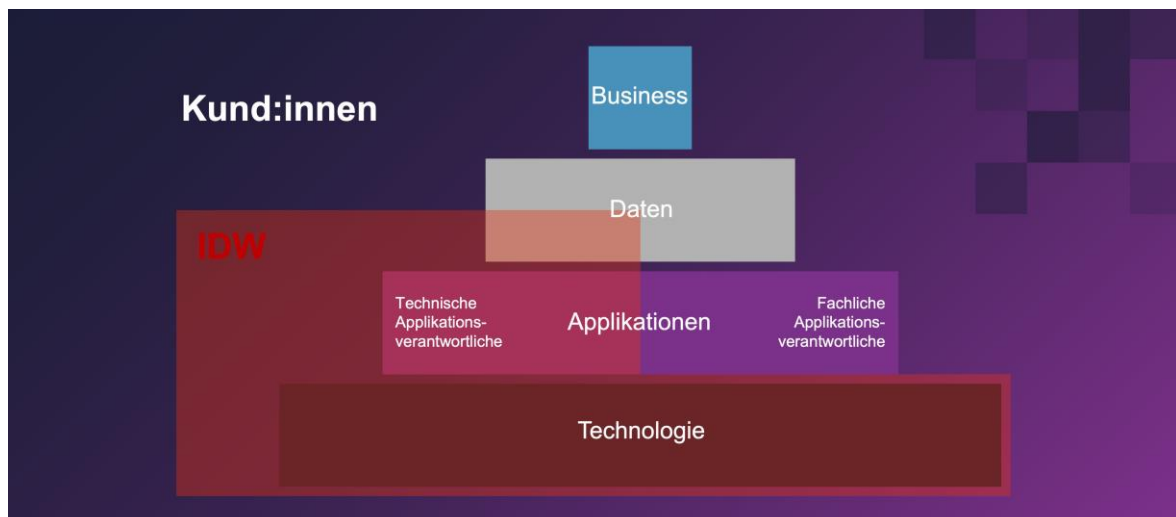 Business
Kund:innen
Daten
IDW
Technische
Applikations-
verantwortliche
Applikationen
Fachliche
Applikations-
verantwortliche
Technologie